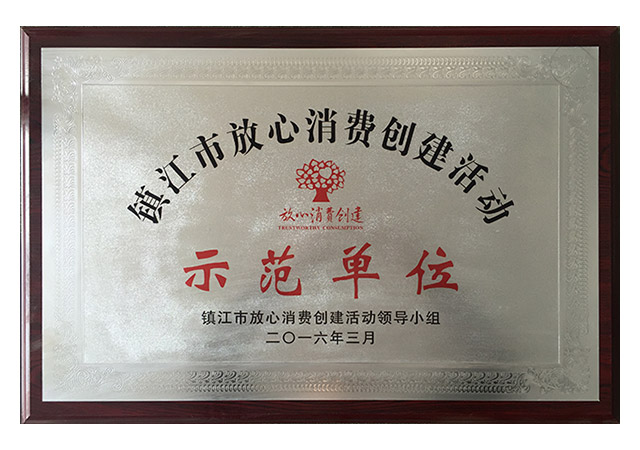 镇江市放心消费创建活动
放心消费创建
TRUSTWORTHY CONSUMPTION
示范单位
镇江市放心消费创建活动领导小组
二〇一六年三月